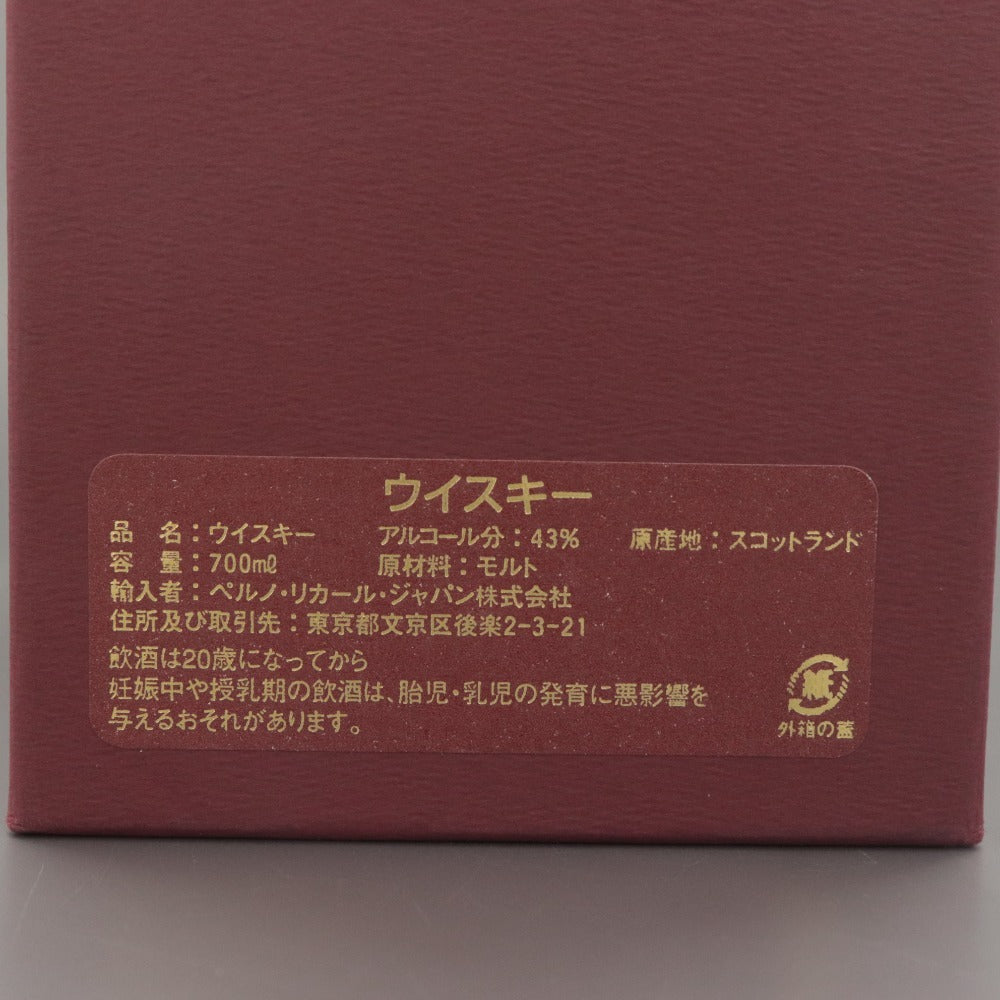 ウイスキー
品 名：ウイスキー アルコール分：43% 原産地：スコットランド
容 量：700mℓ 原材料：モルト
輸入者：ペルノ・リカール・ジャパン株式会社
住所及び取引先：東京都文京区後楽2-3-21
飲酒は20歳になってから
妊娠中や授乳期の飲酒は、胎児・乳児の発育に悪影響を
与えるおそれがあります。
紙
外箱の蓋